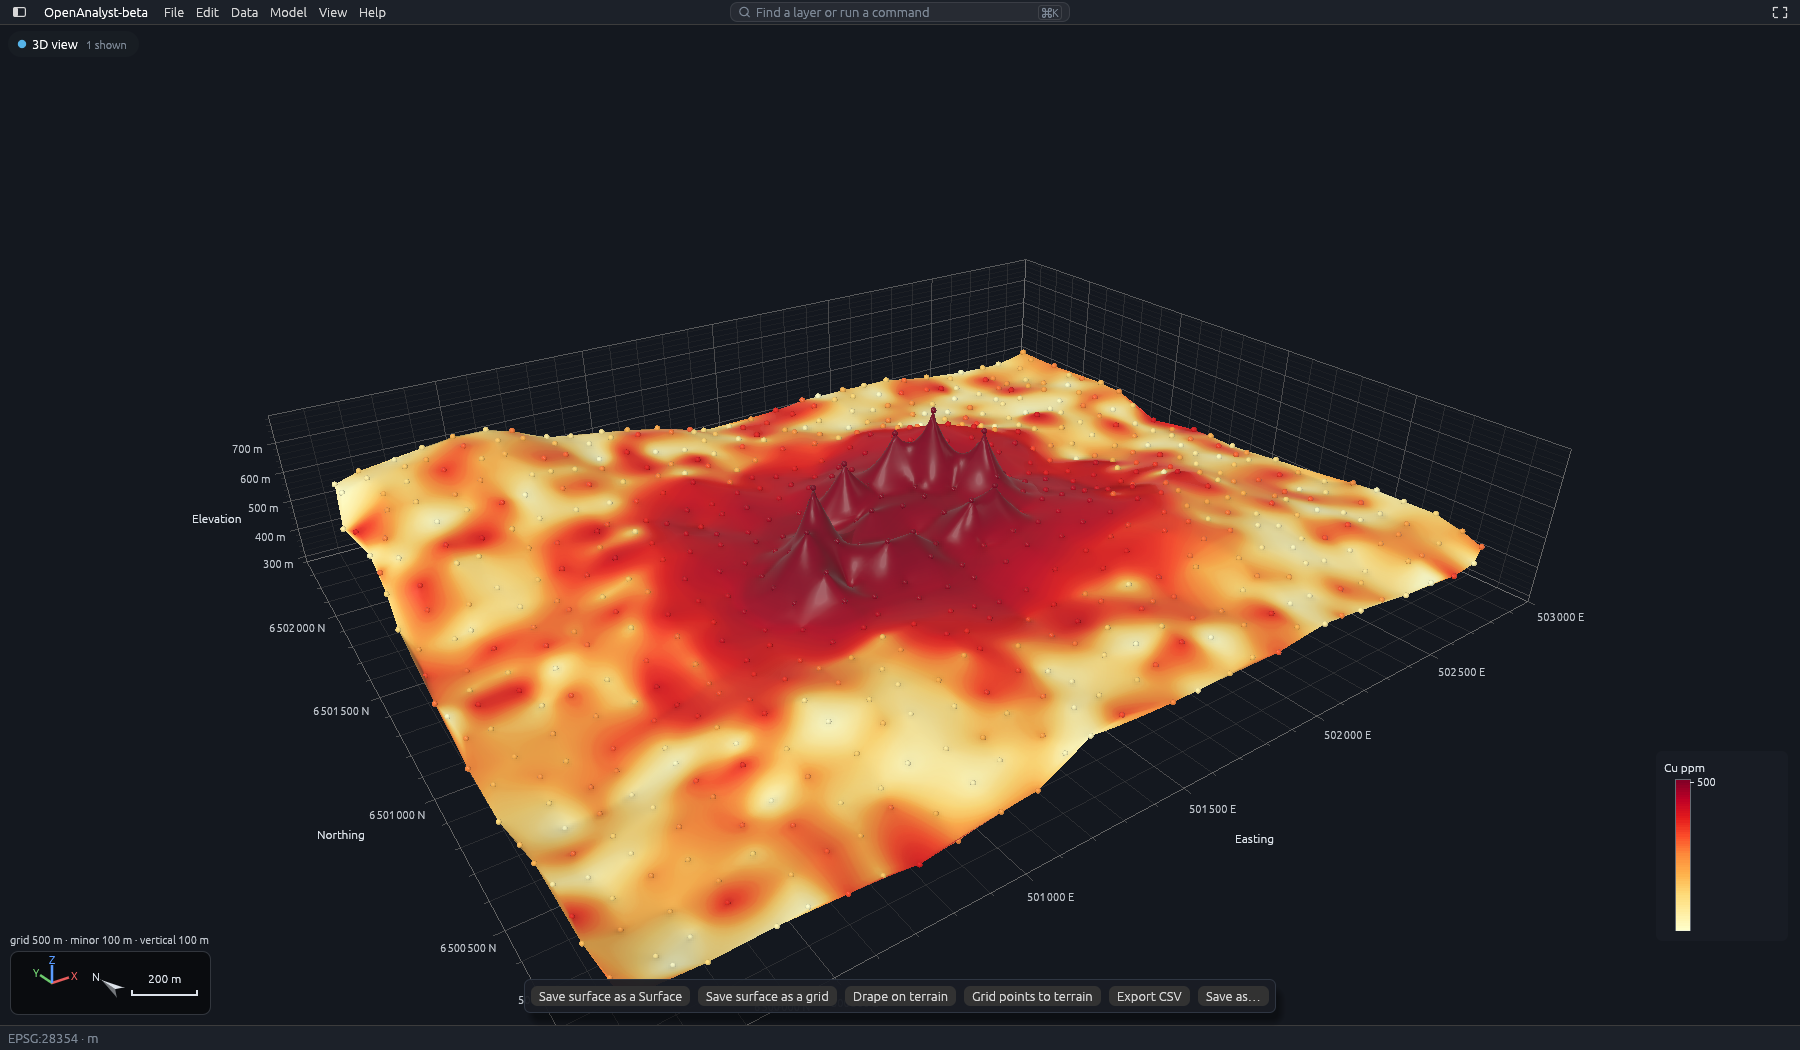 OpenAnalyst-beta File Edit Data Model View Help
Find a layer or run a command ⌘K
3D view 1 shown
700 m
600 m
500 m
Elevation
400 m
300 m
6 502 000 N
503 000 E
502 500 E
6 501 500 N
502 000 E
Cu ppm
500
501 500 E
6 501 000 N
Northing
Easting
501 000 E
grid 500 m · minor 100 m · vertical 100 m
6 500 500 N
Z
Y X N
200 m
5
Save surface as a Surface Save surface as a grid Drape on terrain Grid points to terrain Export CSV Save as…
EPSG:28354 · m